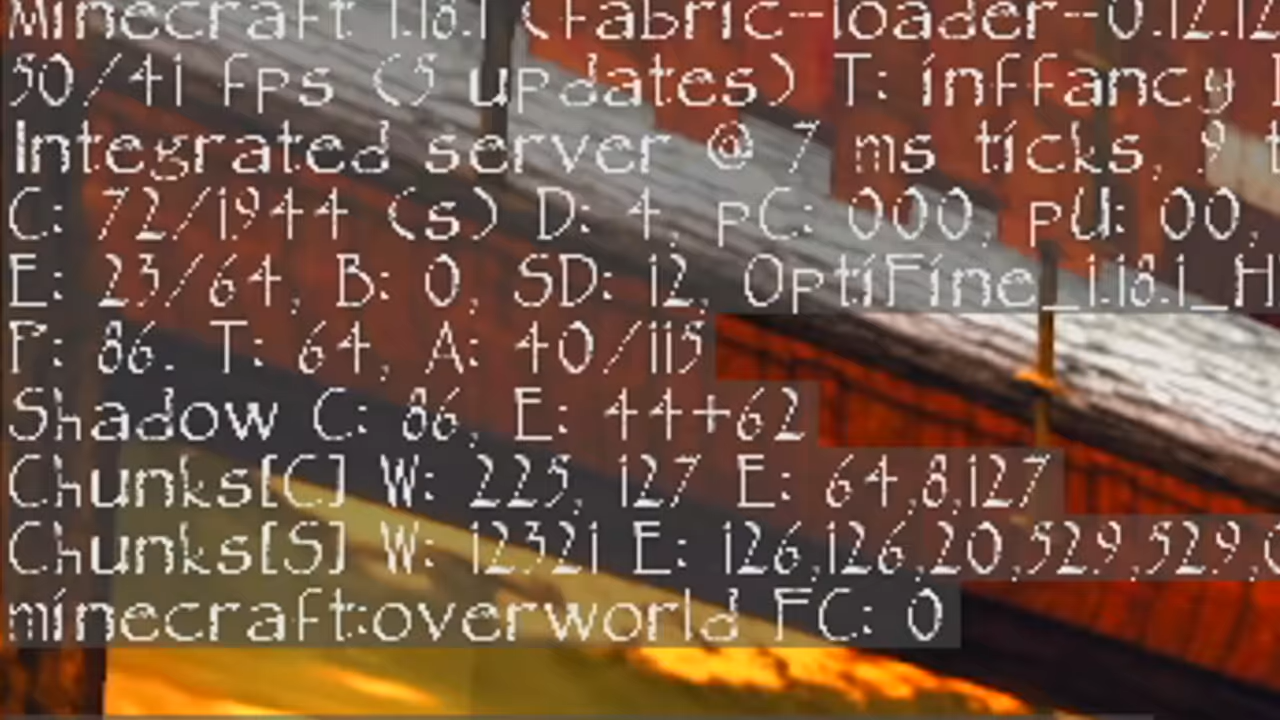 Minecraft 1.18.1 (Fabric-loader-0.12.12
50/41 fps (5 updates) T: inffancy
Integrated server @ 7 ms ticks, 9 t
C: 72/1944 (s) D: 4, pC: 000, pU: 00,
E: 23/64, B: 0, SD: 12, OptiFine_1.18.1_H
P: 86. T: 64, A: 40/115
Shadow C: 86, E: 44+62
Chunks[C] W: 225, 127 E: 64,8,127
Chunks[S] W: 12321 E: 126,126,20,529,529,0
minecraft:overworld FC: 0